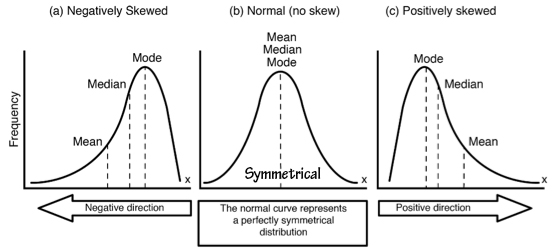 (a) Negatively Skewed
(b) Normal (no skew)
(c) Positively skewed
Frequency
Mean
Median
Mode
x
Negative direction
Mean
Median
Mode
Symmetrical
x
The normal curve represents
a perfectly symmetrical
distribution
Mode
Median
Mean
x
Positive direction